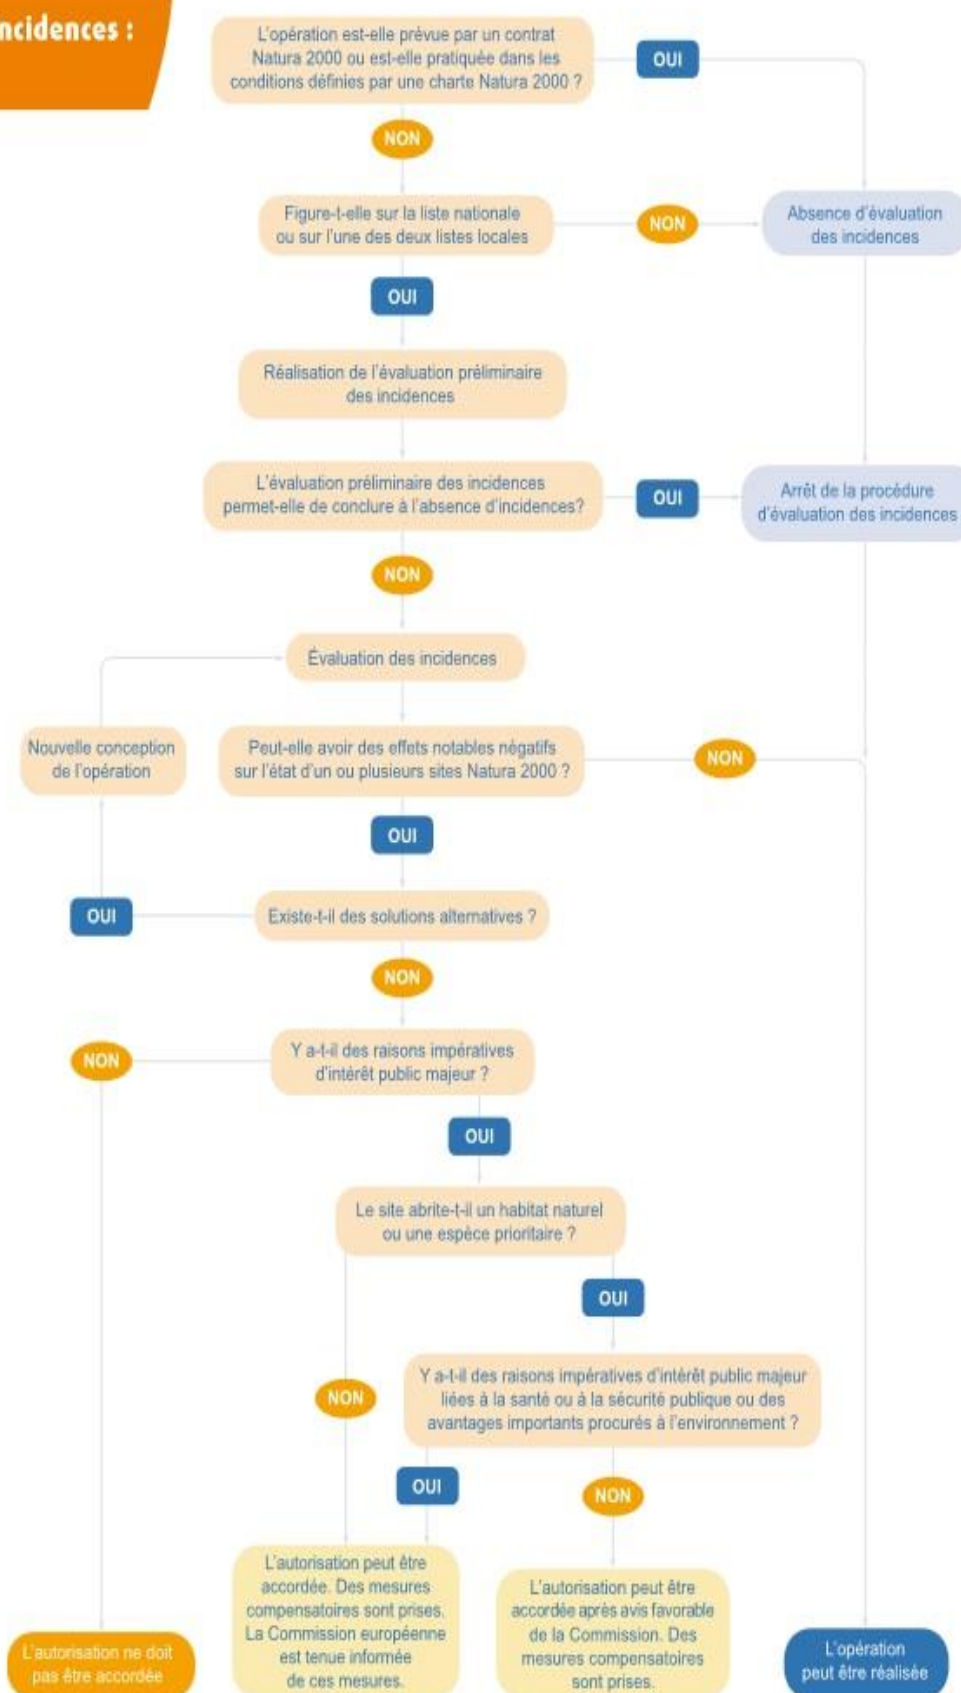 ncidences :
L'opération est-elle prévue par un contrat
Natura 2000 ou est-elle pratiquée dans les
conditions définies par une charte Natura 2000 ?
OUI
NON
Figure-t-elle sur la liste nationale
ou sur l'une des deux listes locales
NON
Absence d'évaluation
des incidences
OUI
Réalisation de l'évaluation préliminaire
des incidences
L'évaluation préliminaire des incidences
permet-elle de conclure à l'absence d'incidences?
OUI
Arrêt de la procédure
d'évaluation des incidences
NON
Évaluation des incidences
Nouvelle conception
de l'opération
Peut-elle avoir des effets notables négatifs
sur l'état d'un ou plusieurs sites Natura 2000 ?
NON
OUI
OUI
Existe-t-il des solutions alternatives ?
NON
NON
Y a-t-il des raisons impératives
d'intérêt public majeur ?
OUI
Le site abrite-t-il un habitat naturel
ou une espèce prioritaire ?
OUI
NON
Y a-t-il des raisons impératives d'intérêt public majeur
liées à la santé ou à la sécurité publique ou des
avantages importants procurés à l'environnement ?
OUI
NON
L'autorisation ne doit
pas être accordée
L'autorisation peut être
accordée. Des mesures
compensatoires sont prises.
La Commission européenne
est tenue informée
de ces mesures.
L'autorisation peut être
accordée après avis favorable
de la Commission. Des
mesures compensatoires
sont prises.
L'opération
peut être réalisée